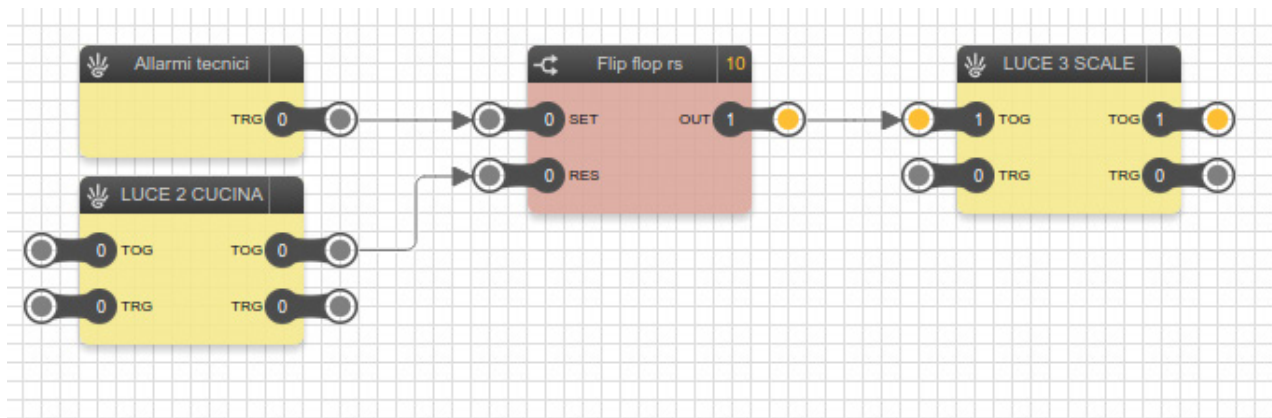 Allarmi tecnici
TRG 0
LUCE 2 CUCINA
0 TOG TOG 0
0 TRG TRG 0
Flip flop rs 10
0 SET OUT 1
0 RES
LUCE 3 SCALE
1 TOG TOG 1
0 TRG TRG 0